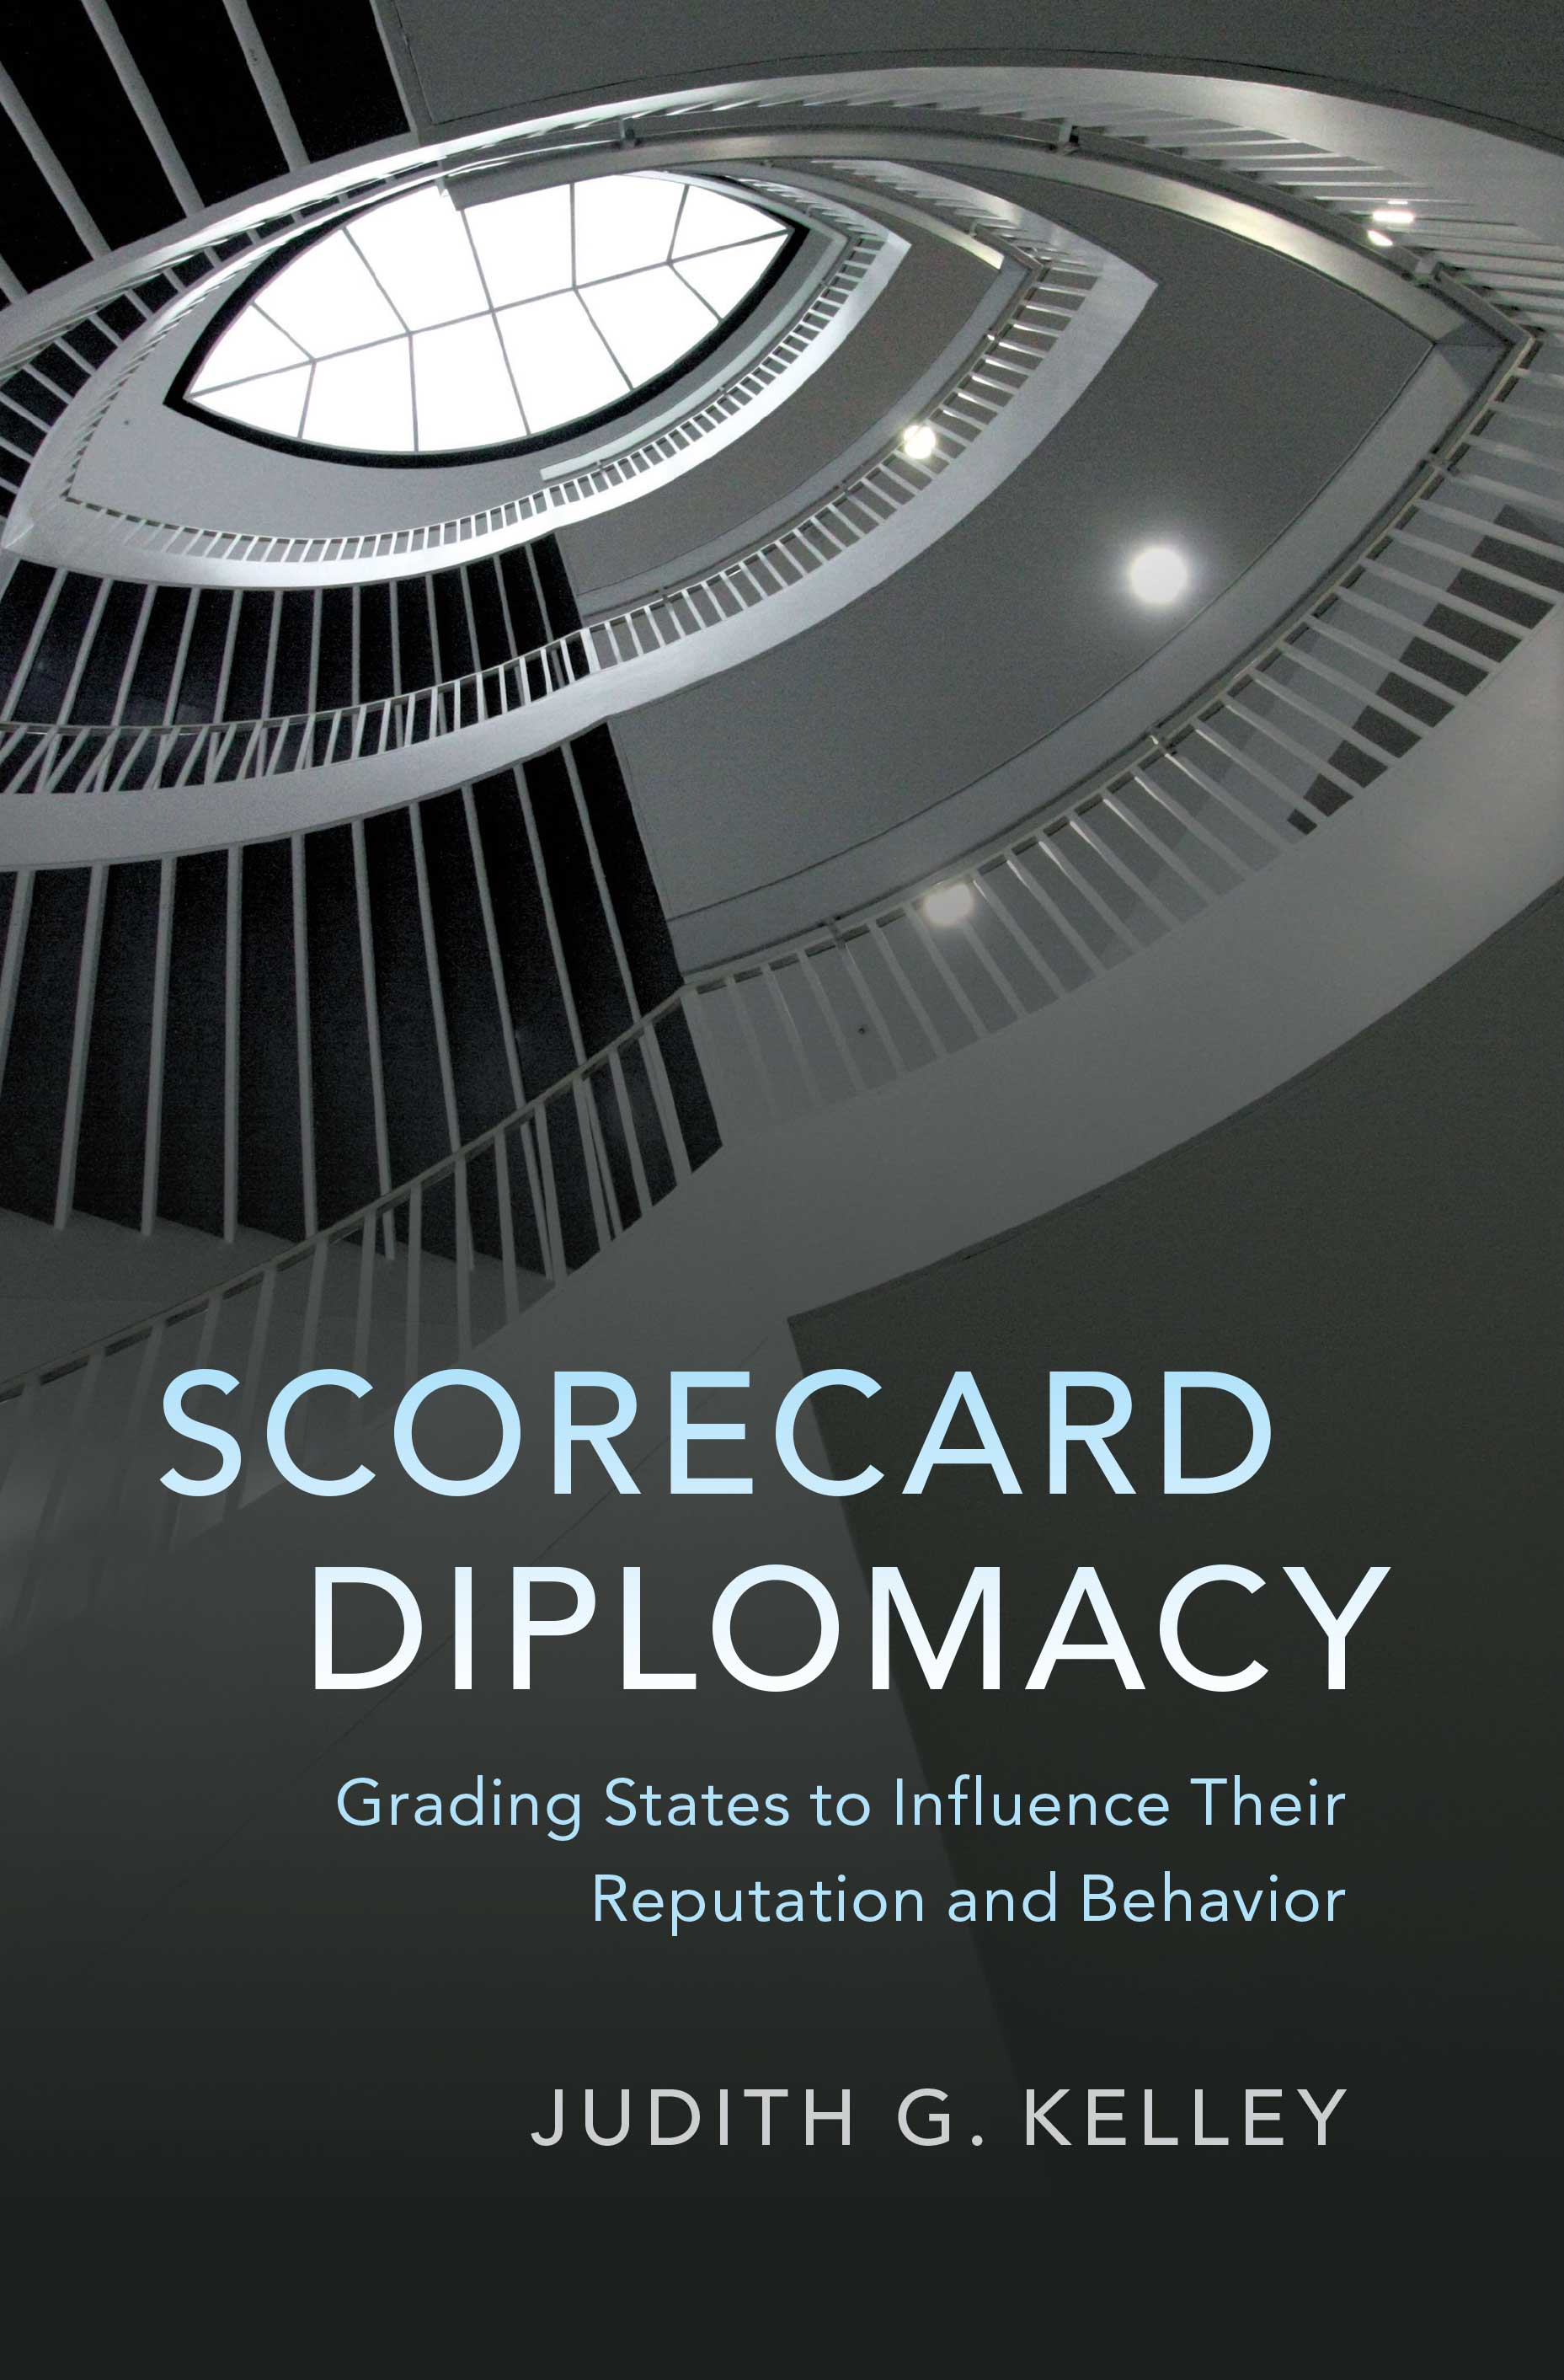 SCORECARD
DIPLOMACY
Grading States to Influence Their
Reputation and Behavior
JUDITH G. KELLEY